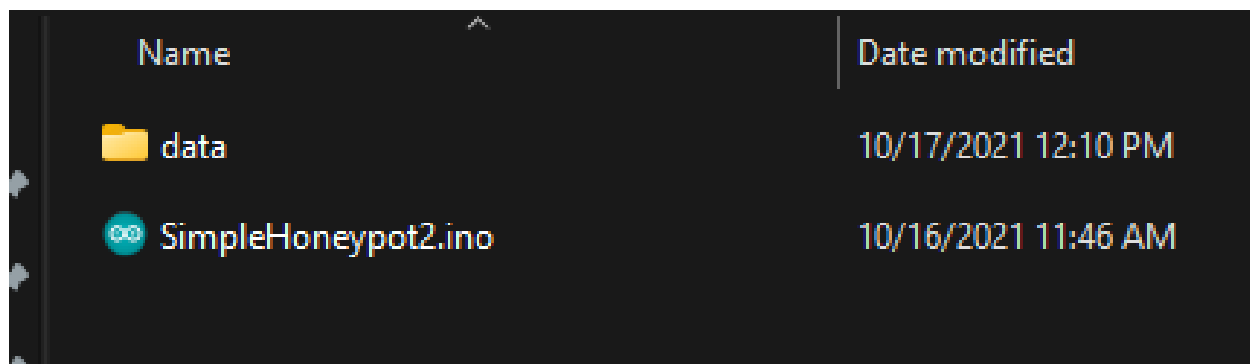 Name Date modified
data 10/17/2021 12:10 PM
SimpleHoneypot2.ino 10/16/2021 11:46 AM